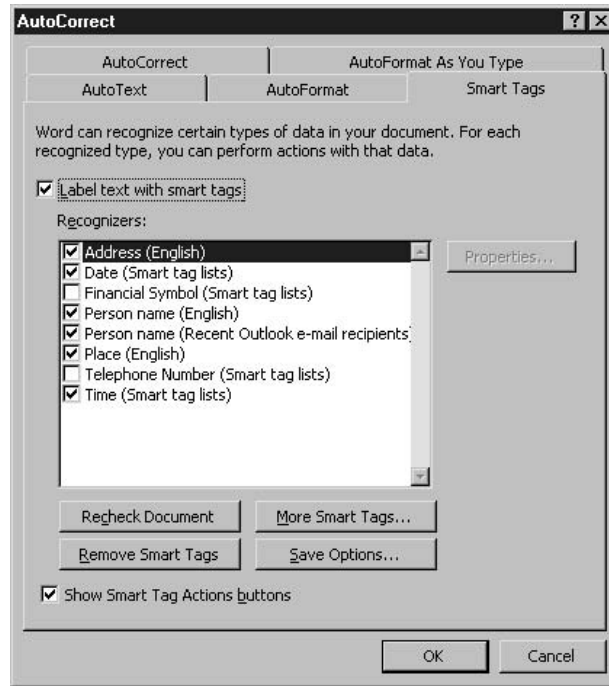 AutoCorrect
AutoCorrect
AutoFormat As You Type
AutoText
AutoFormat
Smart Tags
Word can recognize certain types of data in your document. For each
recognized type, you can perform actions with that data.
Label text with smart tags
Recognizers:
Address (English)
Properties...
Date (Smart tag lists)
Financial Symbol (Smart tag lists)
Person name (English)
Person name (Recent Outlook e-mail recipients)
Place (English)
Telephone Number (Smart tag lists)
Time (Smart tag lists)
Recheck Document
More Smart Tags...
Remove Smart Tags
Save Options...
Show Smart Tag Actions buttons
OK
Cancel